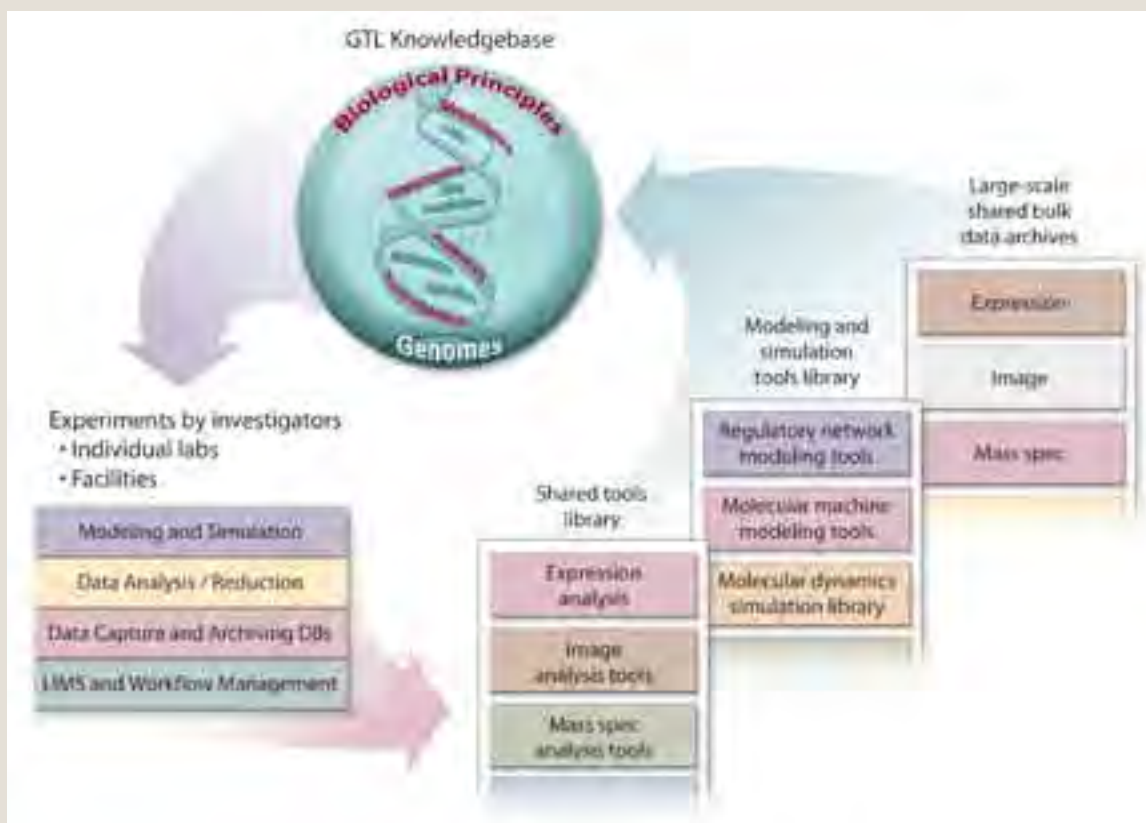 GTL Knowledgebase
Biological Principles
Genomes
Large-scale
shared bulk
data archives
Expression
Image
Mass spec
Modeling and
simulation
tools library
Regulatory network
modeling tools
Molecular machine
modeling tools
Molecular dynamics
simulation library
Experiments by investigators
• Individual labs
• Facilities
Modeling and Simulation
Data Analysis / Reduction
Data Capture and Archiving DBs
LIMS and Workflow Management
Shared tools
library
Expression
analysis
Image
analysis tools
Mass spec
analysis tools